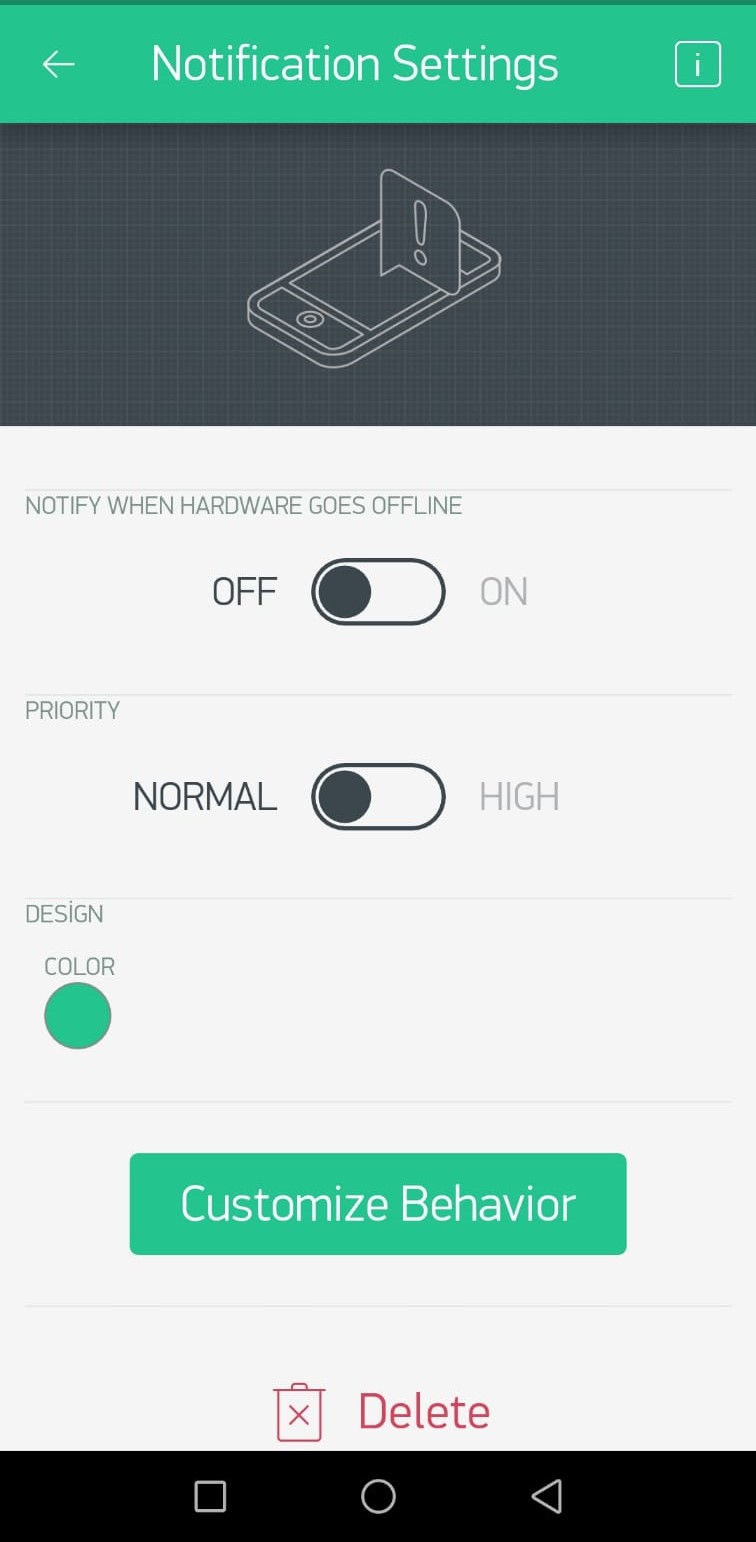 Notification Settings
i
!
NOTIFY WHEN HARDWARE GOES OFFLINE
OFF ON
PRIORITY
NORMAL HIGH
DESİGN
COLOR
Customize Behavior
Delete